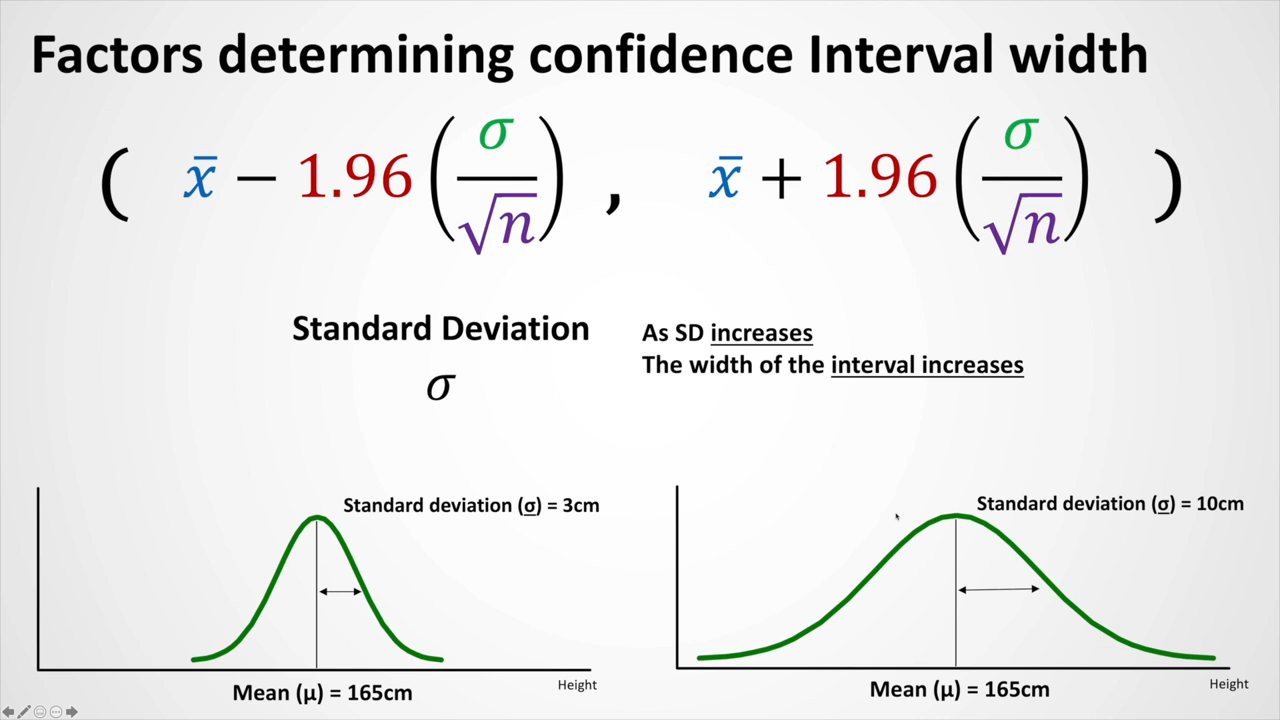 Factors determining confidence Interval width
( x̄ − 1.96 (σ/√n) , x̄ + 1.96 (σ/√n) )
Standard Deviation
σ
As SD increases
The width of the interval increases
Standard deviation (σ) = 3cm
Mean (μ) = 165cm
Height
Standard deviation (σ) = 10cm
Mean (μ) = 165cm
Height